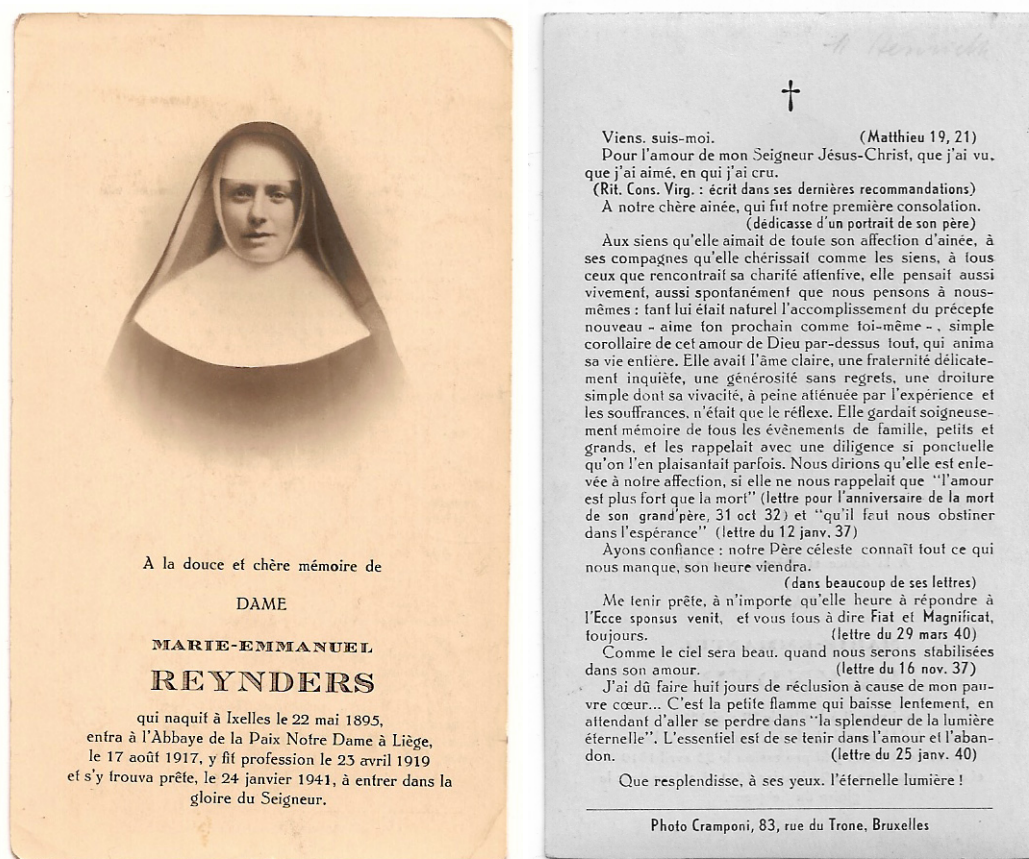 À la douce et chère mémoire de
DAME
MARIE-EMMANUEL
REYNDERS
qui naquit à Ixelles le 22 mai 1895,
entra à l'Abbaye de la Paix Notre Dame à Liège,
le 17 août 1917, y fit profession le 23 avril 1919
et s'y trouva prête, le 24 janvier 1941, à entrer dans la
gloire du Seigneur.
†
Viens. suis-moi. (Matthieu 19, 21)
Pour l'amour de mon Seigneur Jésus-Christ, que j'ai vu,
que j'ai aimé, en qui j'ai cru.
(Rit. Cons. Virg. : écrit dans ses dernières recommandations)
A notre chère ainée, qui fut notre première consolation.
(dédicasse d'un portrait de son père)
Aux siens qu'elle aimait de toute son affection d'ainée, à
ses compagnes qu'elle chérissait comme les siens, à tous
ceux que rencontrait sa charité attentive, elle pensait aussi
vivement, aussi spontanément que nous pensons à nous-
mêmes : tant lui était naturel l'accomplissement du précepte
nouveau - aime ton prochain comme toi-même -, simple
corollaire de cet amour de Dieu par-dessus tout, qui anima
sa vie entière. Elle avait l'âme claire, une fraternité délicate-
ment inquiète, une générosité sans regrets, une droiture
simple dont sa vivacité, à peine atténuée par l'expérience et
les souffrances, n'était que le réflexe. Elle gardait soigneuse-
ment mémoire de tous les évènements de famille, petits et
grands, et les rappelait avec une diligence si ponctuelle
qu'on l'en plaisantait parfois. Nous dirions qu'elle est enle-
vée à notre affection, si elle ne nous rappelait que "l'amour
est plus fort que la mort" (lettre pour l'anniversaire de la mort
de son grand'père, 31 oct 32) et "qu'il faut nous obstiner
dans l'espérance" (lettre du 12 janv. 37)
Ayons confiance : notre Père céleste connaît tout ce qui
nous manque, son heure viendra.
(dans beaucoup de ses lettres)
Me tenir prête, à n'importe qu'elle heure à répondre à
l'Ecce sponsus venit, et vous tous à dire Fiat et Magnificat,
toujours. (lettre du 29 mars 40)
Comme le ciel sera beau. quand nous serons stabilisées
dans son amour. (lettre du 16 nov. 37)
J'ai dû faire huit jours de réclusion à cause de mon pau-
vre cœur... C'est la petite flamme qui baisse lentement, en
attendant d'aller se perdre dans "la splendeur de la lumière
éternelle". L'essentiel est de se tenir dans l'amour et l'aban-
don. (lettre du 25 janv. 40)
Que resplendisse, à ses yeux. l'éternelle lumière !
Photo Cramponi, 83, rue du Trone, Bruxelles